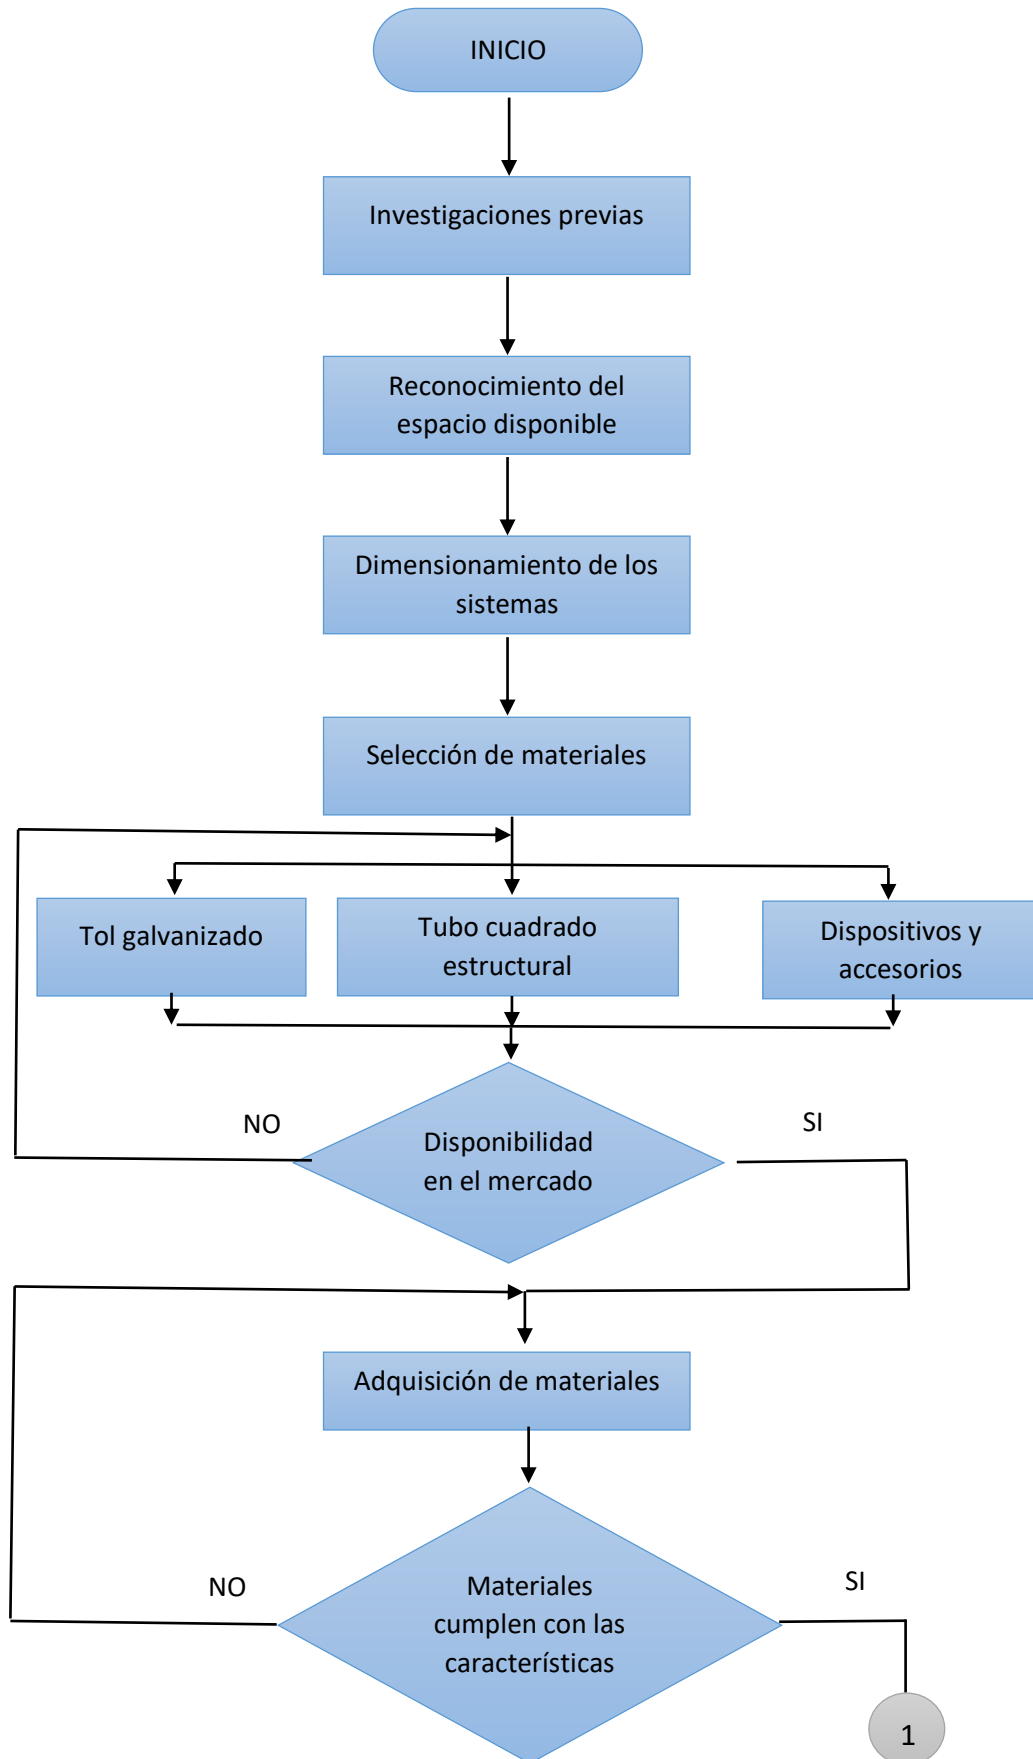 INICIO
Investigaciones previas
Reconocimiento del
espacio disponible
Dimensionamiento de los
sistemas
Selección de materiales
Tol galvanizado
Tubo cuadrado
estructural
Dispositivos y
accesorios
NO
SI
Disponibilidad
en el mercado
Adquisición de materiales
NO
SI
Materiales
cumplen con las
características
1